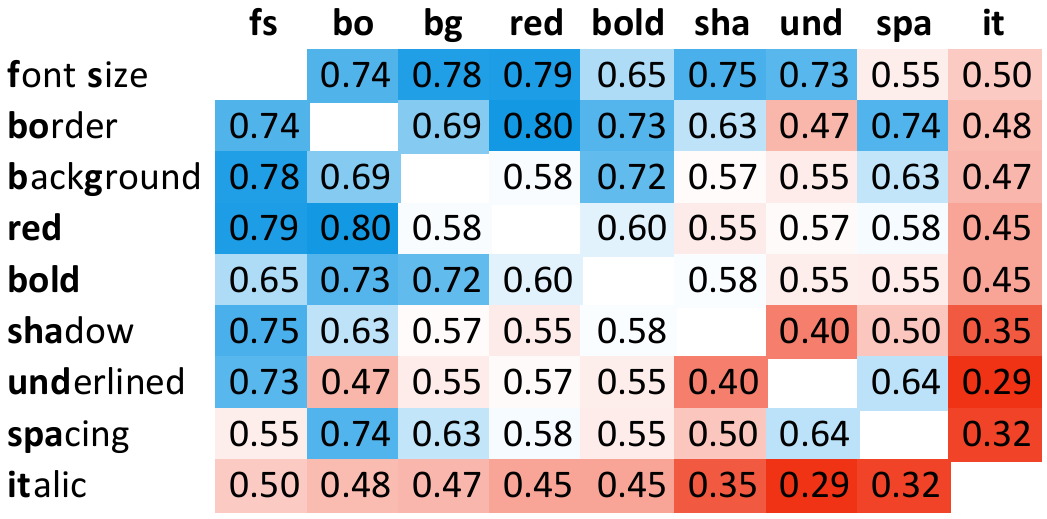 fs bo bg red bold sha und spa it
font size 0.74 0.78 0.79 0.65 0.75 0.73 0.55 0.50
border 0.74 0.69 0.80 0.73 0.63 0.47 0.74 0.48
background 0.78 0.69 0.58 0.72 0.57 0.55 0.63 0.47
red 0.79 0.80 0.58 0.60 0.55 0.57 0.58 0.45
bold 0.65 0.73 0.72 0.60 0.58 0.55 0.55 0.45
shadow 0.75 0.63 0.57 0.55 0.58 0.40 0.50 0.35
underlined 0.73 0.47 0.55 0.57 0.55 0.40 0.64 0.29
spacing 0.55 0.74 0.63 0.58 0.55 0.50 0.64 0.32
italic 0.50 0.48 0.47 0.45 0.45 0.35 0.29 0.32